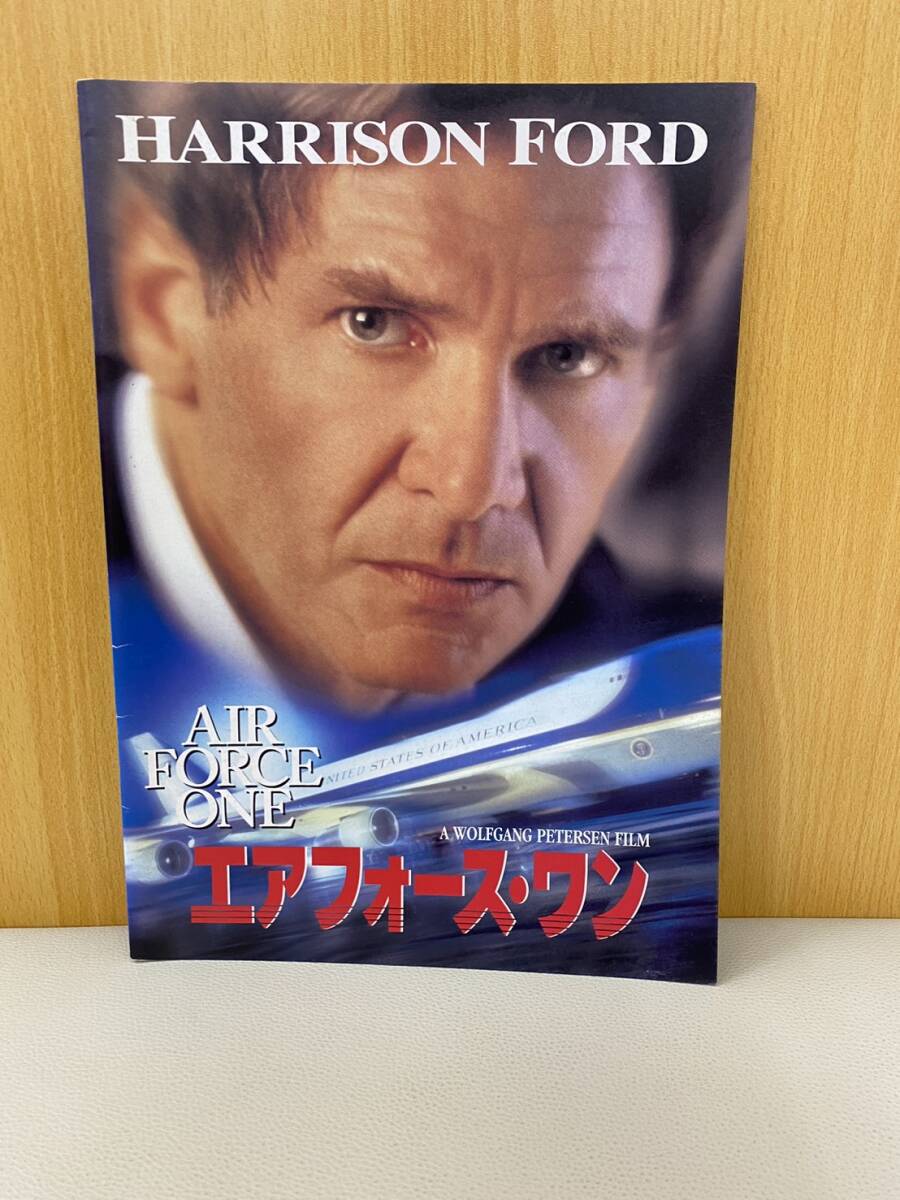 HARRISON FORD
AIR
FORCE
ONE
UNITED STATES OF AMERICA
A WOLFGANG PETERSEN FILM
エアフォース・ワン